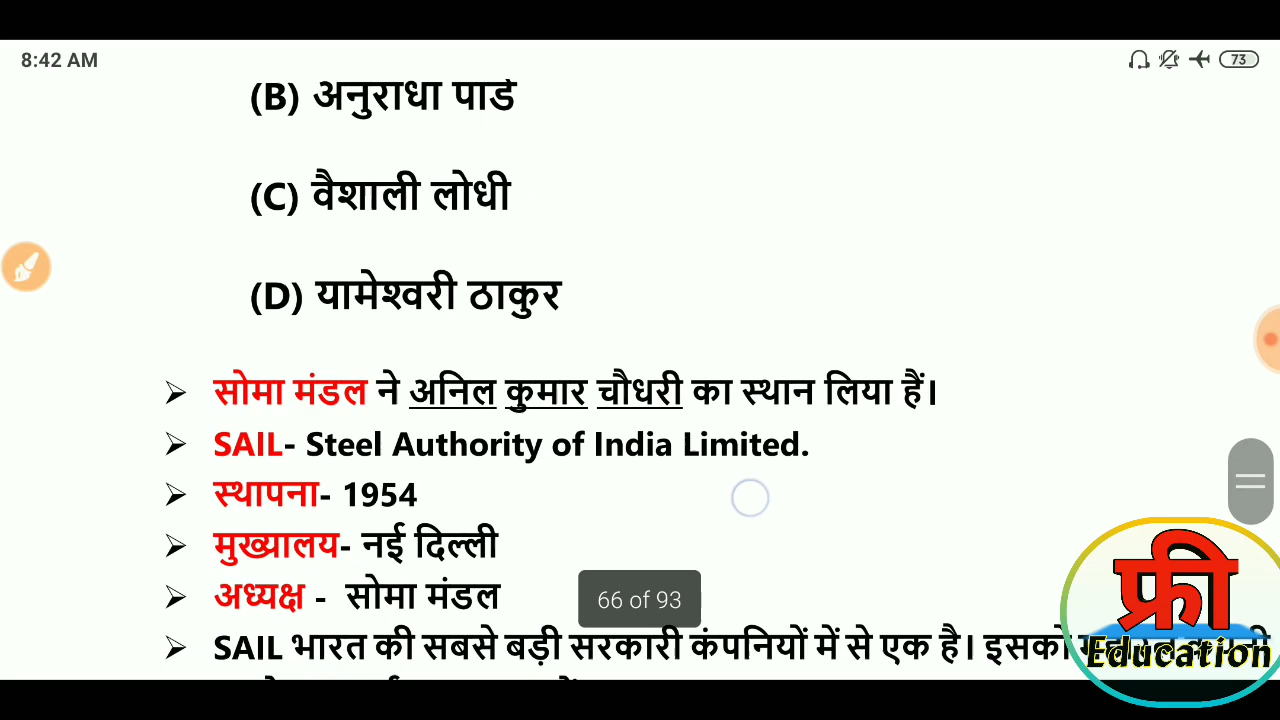 8:42 AM
73
(B) अनुराधा पार्ड
(C) वैशाली लोधी
(D) यामेश्वरी ठाकुर
➢ सोमा मंडल ने अनिल कुमार चौधरी का स्थान लिया हैं।
➢ SAIL- Steel Authority of India Limited.
➢ स्थापना- 1954
➢ मुख्यालय- नई दिल्ली
➢ अध्यक्ष - सोमा मंडल
66 of 93
➢ SAIL भारत की सबसे बड़ी सरकारी कंपनियों में से एक है। इसको
फ्री
Education